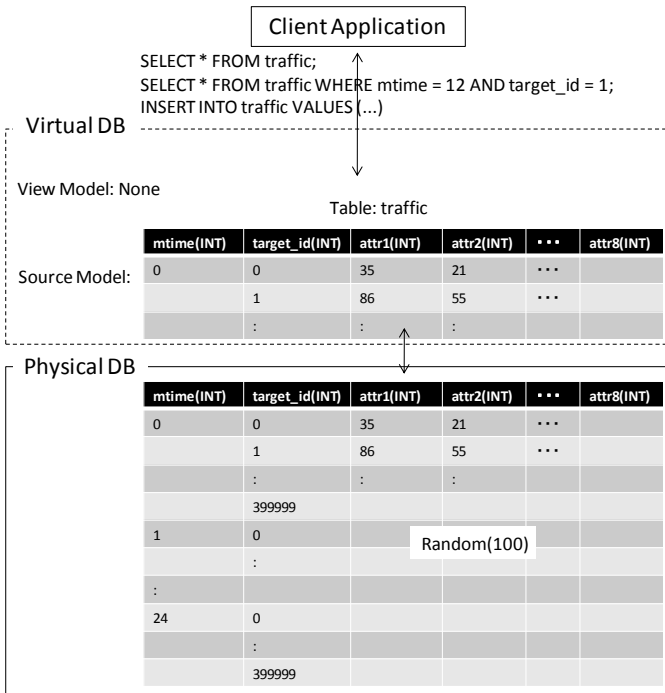 Client Application
SELECT * FROM traffic;
SELECT * FROM traffic WHERE mtime = 12 AND target_id = 1;
INSERT INTO traffic VALUES (...)
Virtual DB
View Model: None
Table: traffic
mtime(INT) target_id(INT) attr1(INT) attr2(INT) ··· attr8(INT)
Source Model: 0 0 35 21 ···
1 86 55 ···
: : :
Physical DB
mtime(INT) target_id(INT) attr1(INT) attr2(INT) ··· attr8(INT)
0 0 35 21 ···
1 86 55 ···
: : :
399999
1 0
Random(100)
:
:
24 0
:
399999